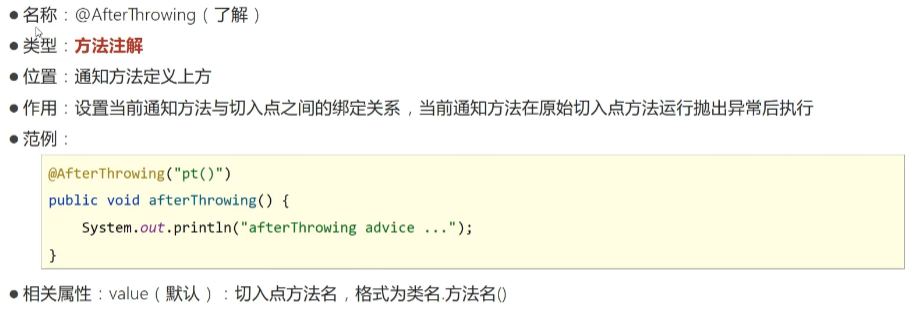 ●名称：@AfterThrowing（了解）
●类型：方法注解
●位置：通知方法定义上方
●作用：设置当前通知方法与切入点之间的绑定关系，当前通知方法在原始切入点方法运行抛出异常后执行
●范例：
@AfterThrowing("pt()")
public void afterThrowing() {
    System.out.println("afterThrowing advice ...");
}
●相关属性：value（默认）：切入点方法名，格式为类名.方法名()